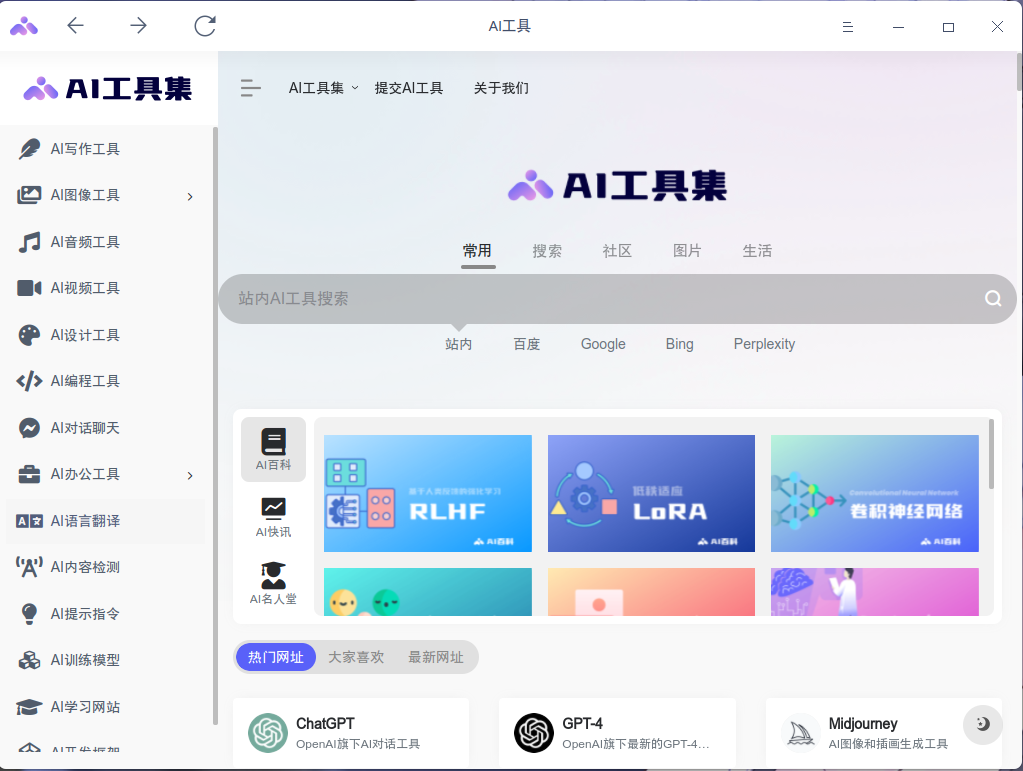 AI工具
AI工具集
AI写作工具
AI图像工具
AI音频工具
AI视频工具
AI设计工具
AI编程工具
AI对话聊天
AI办公工具
AI语言翻译
AI内容检测
AI提示指令
AI训练模型
AI学习网站
AI开发框架
AI工具集 提交AI工具 关于我们
AI工具集
常用 搜索 社区 图片 生活
站内AI工具搜索
站内 百度 Google Bing Perplexity
AI百科
AI快讯
AI名人堂
基于人类反馈的强化学习
RLHF
AI百科
低秩适应
LoRA
AI百科
Convolutional Neural Network
卷积神经网络
AI百科
热门网址 大家喜欢 最新网址
ChatGPT
OpenAI旗下AI对话工具
GPT-4
OpenAI旗下最新的GPT-4…
Midjourney
AI图像和插画生成工具